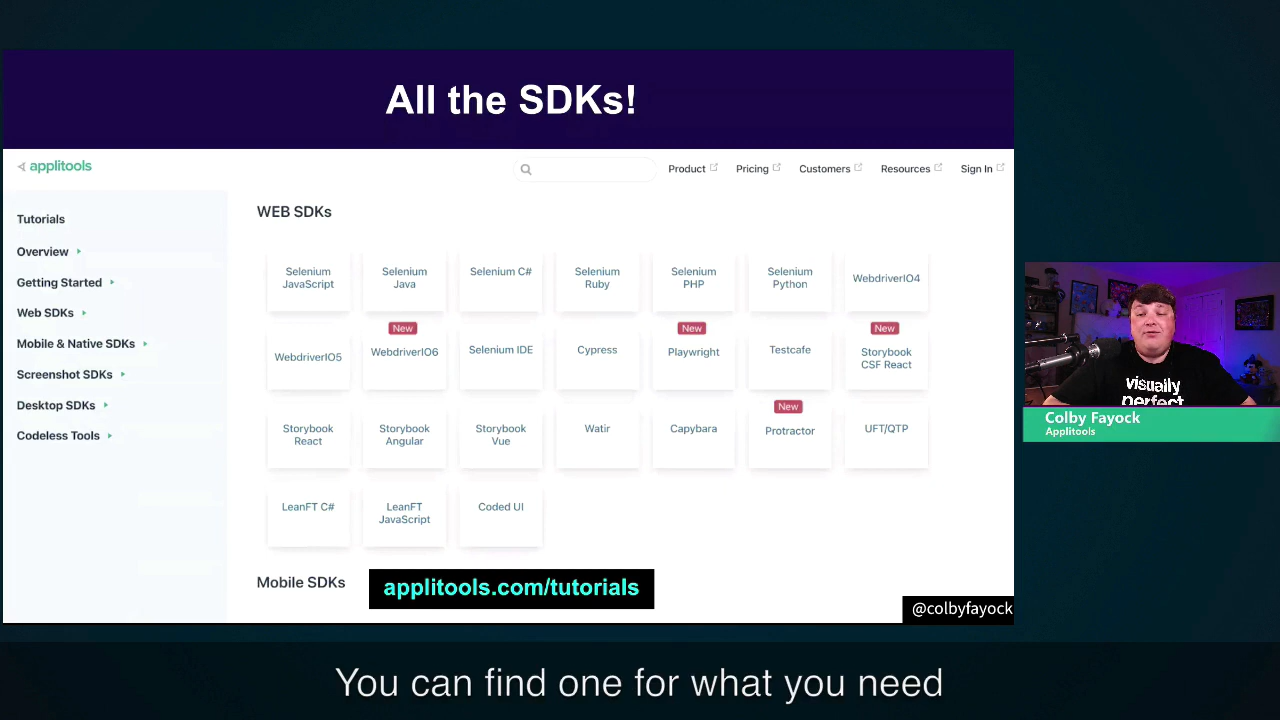 All the SDKs!
applitools
Product
Pricing
Customers
Resources
Sign In
Tutorials
Overview
Getting Started
Web SDKs
Mobile & Native SDKs
Screenshot SDKs
Desktop SDKs
Codeless Tools
WEB SDKs
Selenium
JavaScript
Selenium
Java
Selenium C#
Selenium
Ruby
Selenium
PHP
Selenium
Python
WebdriverIO4
WebdriverIO5
New
WebdriverIO6
Selenium IDE
Cypress
New
Playwright
Testcafe
New
Storybook
CSF React
Storybook
React
Storybook
Angular
Storybook
Vue
Watir
Capybara
New
Protractor
UFT/QTP
LeanFT C#
LeanFT
JavaScript
Coded UI
Mobile SDKs
applitools.com/tutorials
@colbyfayock
visually
perfect
Colby Fayock
Applitools
You can find one for what you need